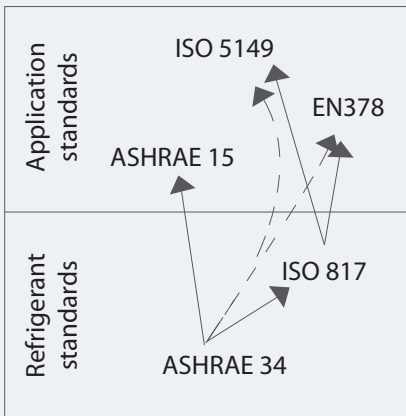 Application
standards
ISO 5149
EN378
ASHRAE 15
Refrigerant
standards
ISO 817
ASHRAE 34